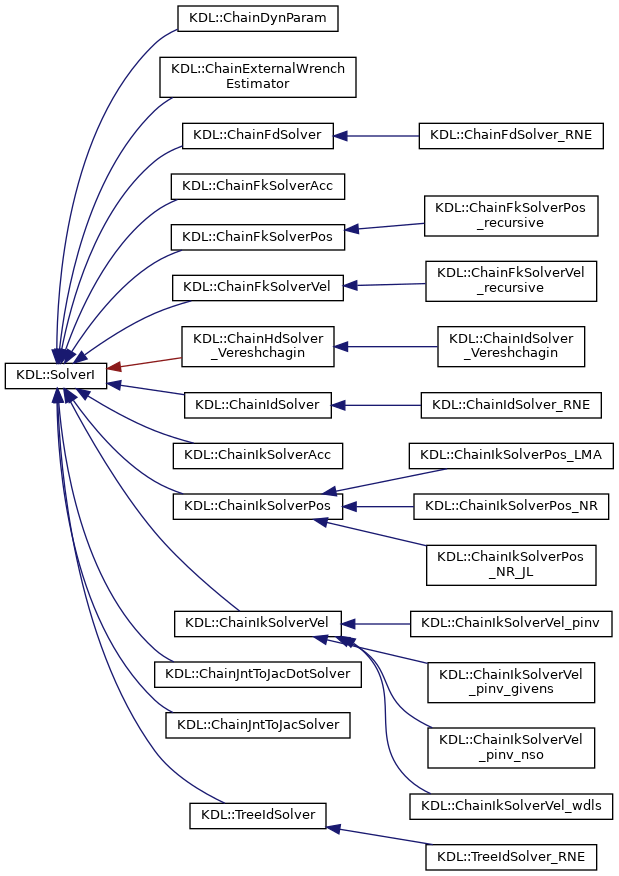 KDL::ChainDynParam
KDL::ChainExternalWrench
Estimator
KDL::ChainFdSolver
KDL::ChainFdSolver_RNE
KDL::ChainFkSolverAcc
KDL::ChainFkSolverPos
KDL::ChainFkSolverPos
_recursive
KDL::ChainFkSolverVel
KDL::ChainFkSolverVel
_recursive
KDL::ChainHdSolver
_Vereshchagin
KDL::ChainIdSolver
_Vereshchagin
KDL::SolverI
KDL::ChainIdSolver
KDL::ChainIdSolver_RNE
KDL::ChainIkSolverAcc
KDL::ChainIkSolverPos_LMA
KDL::ChainIkSolverPos
KDL::ChainIkSolverPos_NR
KDL::ChainIkSolverPos
_NR_JL
KDL::ChainIkSolverVel
KDL::ChainIkSolverVel_pinv
KDL::ChainJntToJacDotSolver
KDL::ChainIkSolverVel
_pinv_givens
KDL::ChainJntToJacSolver
KDL::ChainIkSolverVel
_pinv_nso
KDL::ChainIkSolverVel_wdls
KDL::TreeIdSolver
KDL::TreeIdSolver_RNE